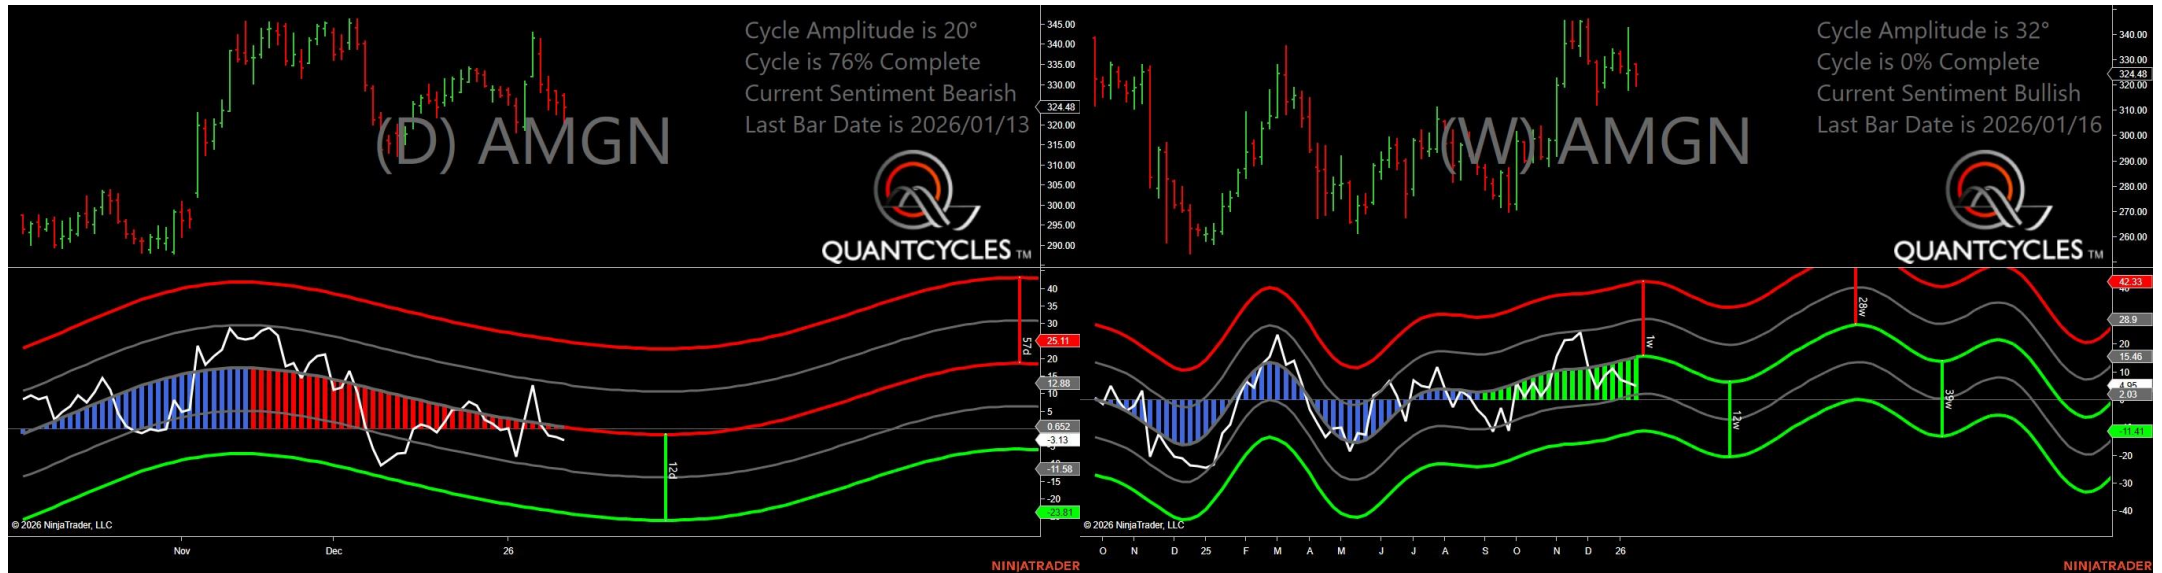 Cycle Amplitude is 20°
Cycle is 76% Complete
Current Sentiment Bearish
Last Bar Date is 2026/01/13
(D) AMGN
QUANTCYCLES TM
345.00
340.00
335.00
330.00
324.48
320.00
315.00
310.00
305.00
300.00
295.00
290.00
40
35
30
25.11
20
15
12.88
10
5
0.652
-3.13
-11.58
-15
-20
-23.81
57d
12d
© 2026 NinjaTrader, LLC
Nov
Dec
26
NINJATRADER
Cycle Amplitude is 32°
Cycle is 0% Complete
Current Sentiment Bullish
Last Bar Date is 2026/01/16
(W) AMGN
QUANTCYCLES TM
340.00
330.00
324.48
320.00
310.00
300.00
290.00
280.00
270.00
260.00
42.33
28.9
15.46
10
4.95
2.03
-11.41
-20
-30
-40
1w
12w
28w
39w
© 2026 NinjaTrader, LLC
O N D 25 F M A M J J A S O N D 26
NINJATRADER